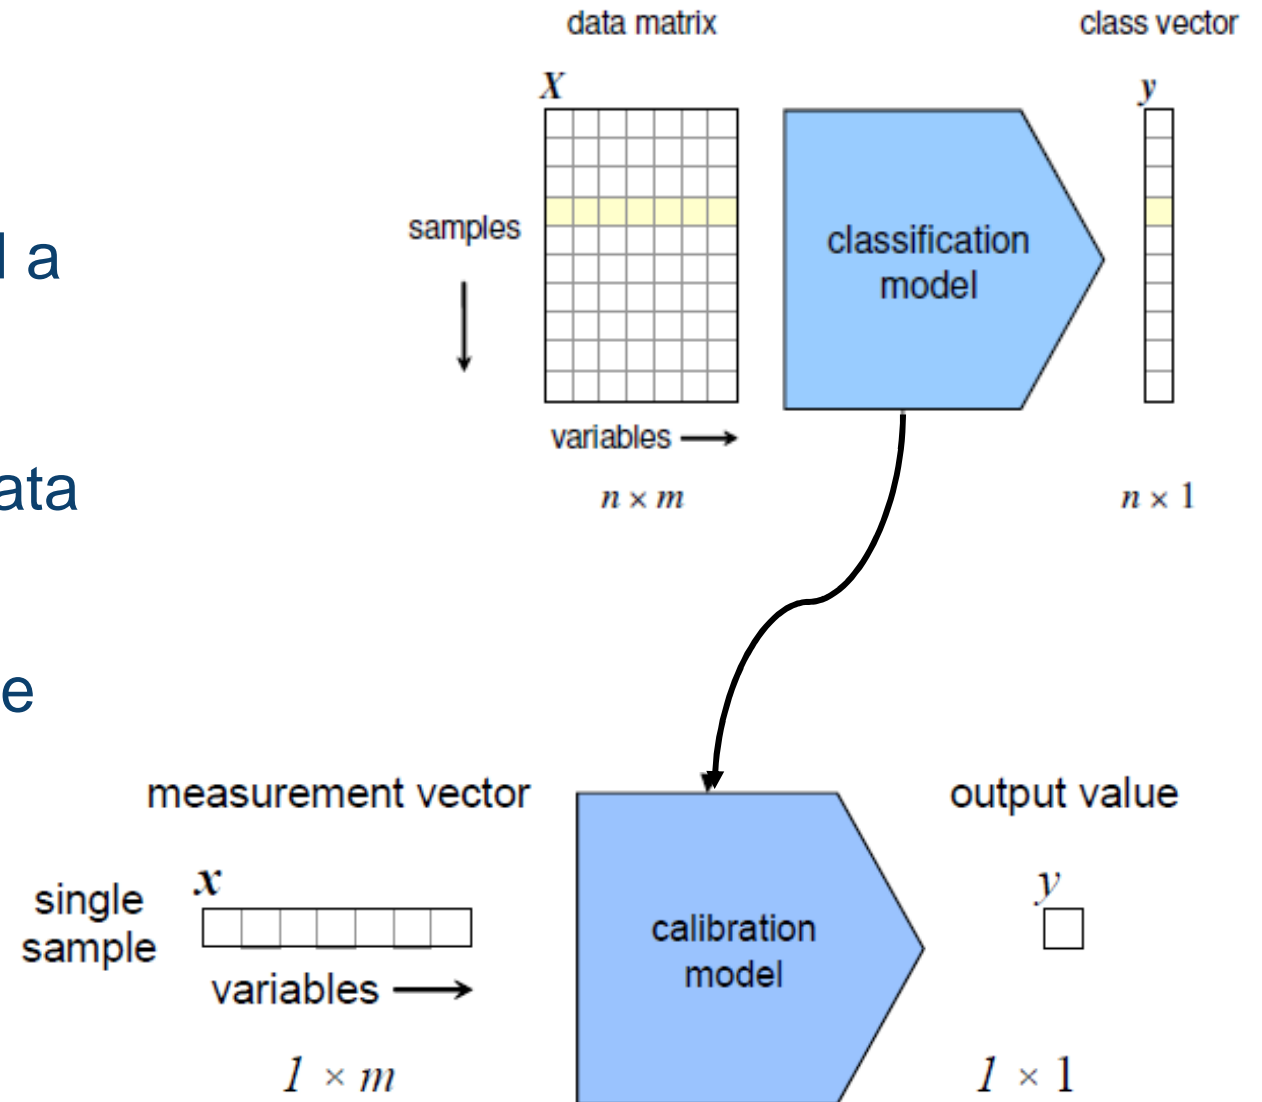 data matrix
class vector
X
y
samples
a
classification
model
variables
ata
n × m
n × 1
e
measurement vector
output value
x
y
single
sample
calibration
model
variables
1 × m
1 × 1